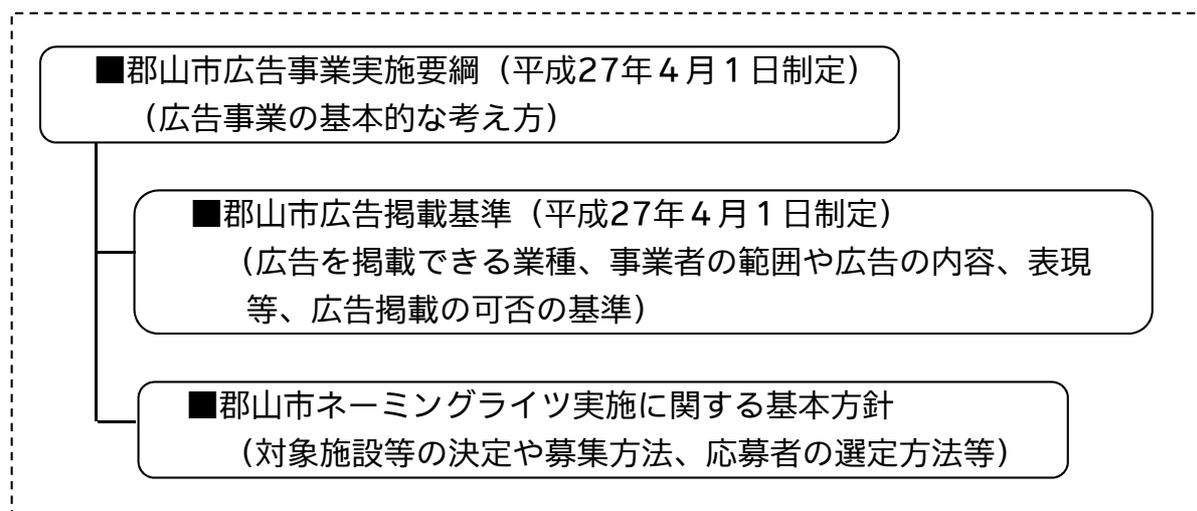 ■郡山市広告事業実施要綱（平成27年４月１日制定）
（広告事業の基本的な考え方）
■郡山市広告掲載基準（平成27年４月１日制定）
（広告を掲載できる業種、事業者の範囲や広告の内容、表現
等、広告掲載の可否の基準）
■郡山市ネーミングライツ実施に関する基本方針
（対象施設等の決定や募集方法、応募者の選定方法等）